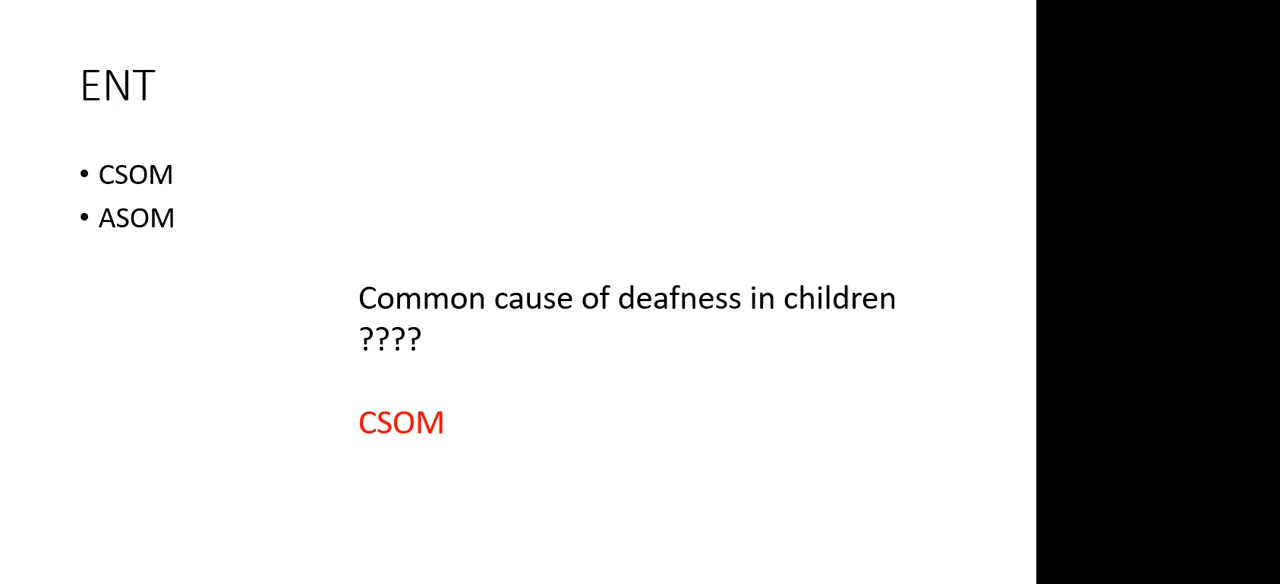 ENT
• CSOM
• ASOM
Common cause of deafness in children
????
CSOM